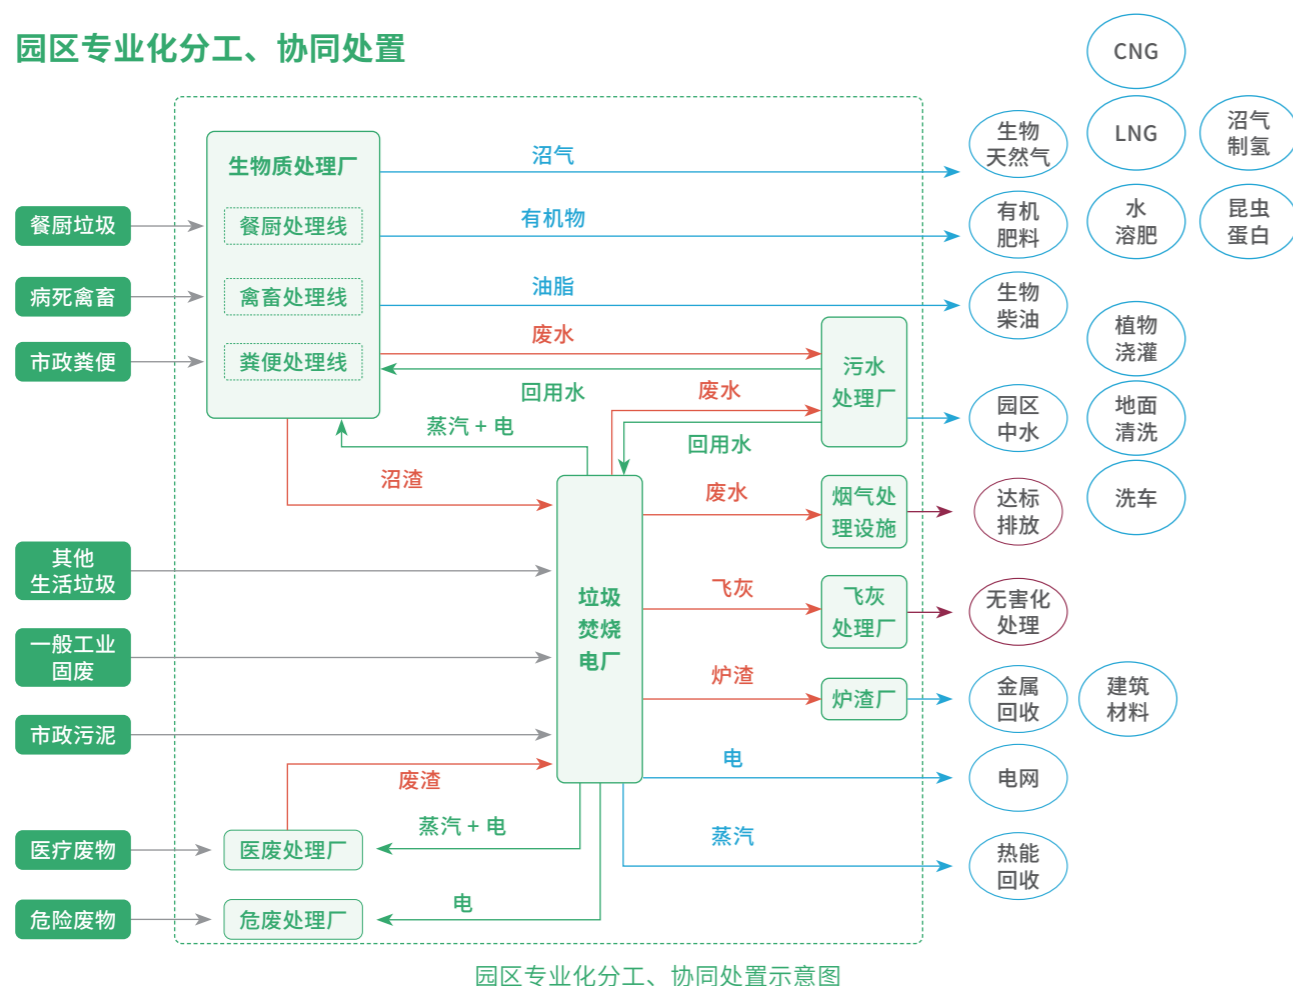 园区专业化分工、协同处置
CNG
生物
天然气
LNG
沼气
制氢
生物质处理厂
沼气
餐厨垃圾
餐厨处理线
有机物
有机
肥料
水
溶肥
昆虫
蛋白
病死禽畜
禽畜处理线
油脂
生物
柴油
市政粪便
粪便处理线
废水
回用水
污水
处理厂
植物
浇灌
蒸汽 + 电
废水
回用水
园区
中水
地面
清洗
沼渣
废水
烟气处
理设施
达标
排放
洗车
其他
生活垃圾
垃圾
焚烧
电厂
飞灰
飞灰
处理厂
无害化
处理
一般工业
固废
炉渣
炉渣厂
金属
回收
建筑
材料
市政污泥
废渣
电
电网
医疗废物
医废处理厂
蒸汽 + 电
蒸汽
热能
回收
危险废物
危废处理厂
电
园区专业化分工、协同处置示意图